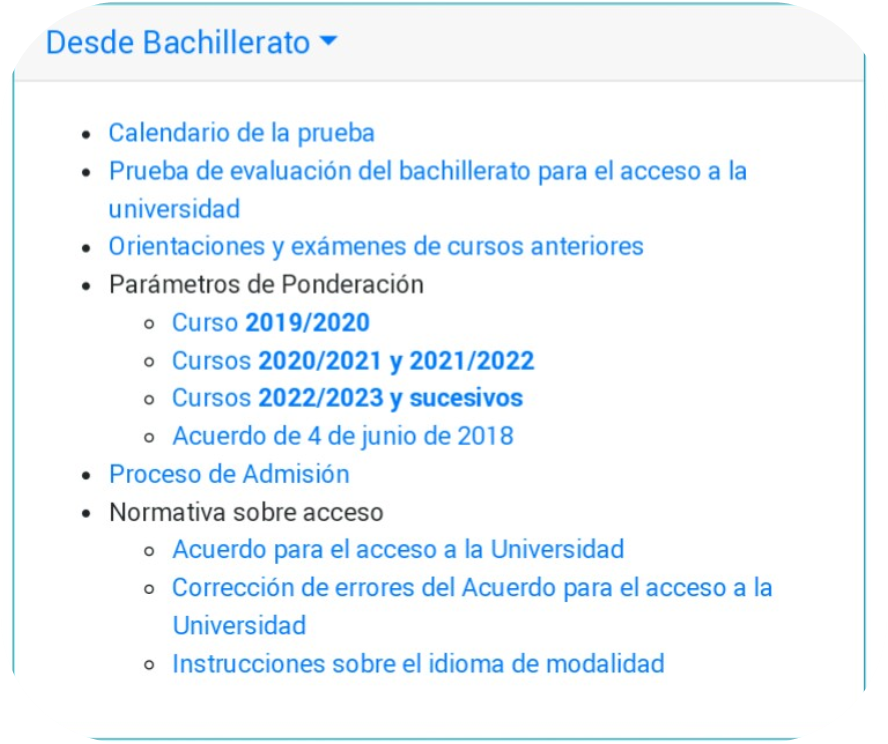 Desde Bachillerato
Calendario de la prueba
Prueba de evaluación del bachillerato para el acceso a la
universidad
Orientaciones y exámenes de cursos anteriores
Parámetros de Ponderación
Curso 2019/2020
Cursos 2020/2021 y 2021/2022
Cursos 2022/2023 y sucesivos
Acuerdo de 4 de junio de 2018
Proceso de Admisión
Normativa sobre acceso
Acuerdo para el acceso a la Universidad
Corrección de errores del Acuerdo para el acceso a la
Universidad
Instrucciones sobre el idioma de modalidad